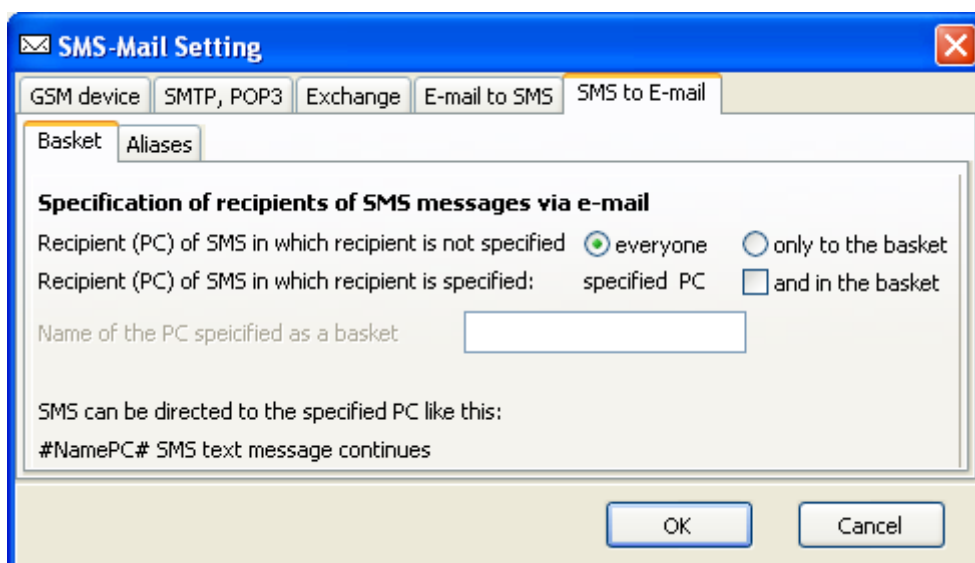 SMS-Mail Setting
GSM device SMTP, POP3 Exchange E-mail to SMS SMS to E-mail
Basket Aliases
Specification of recipients of SMS messages via e-mail
Recipient (PC) of SMS in which recipient is not specified everyone only to the basket
Recipient (PC) of SMS in which recipient is specified: specified PC and in the basket
Name of the PC speicified as a basket
SMS can be directed to the specified PC like this:
#NamePC# SMS text message continues
OK Cancel